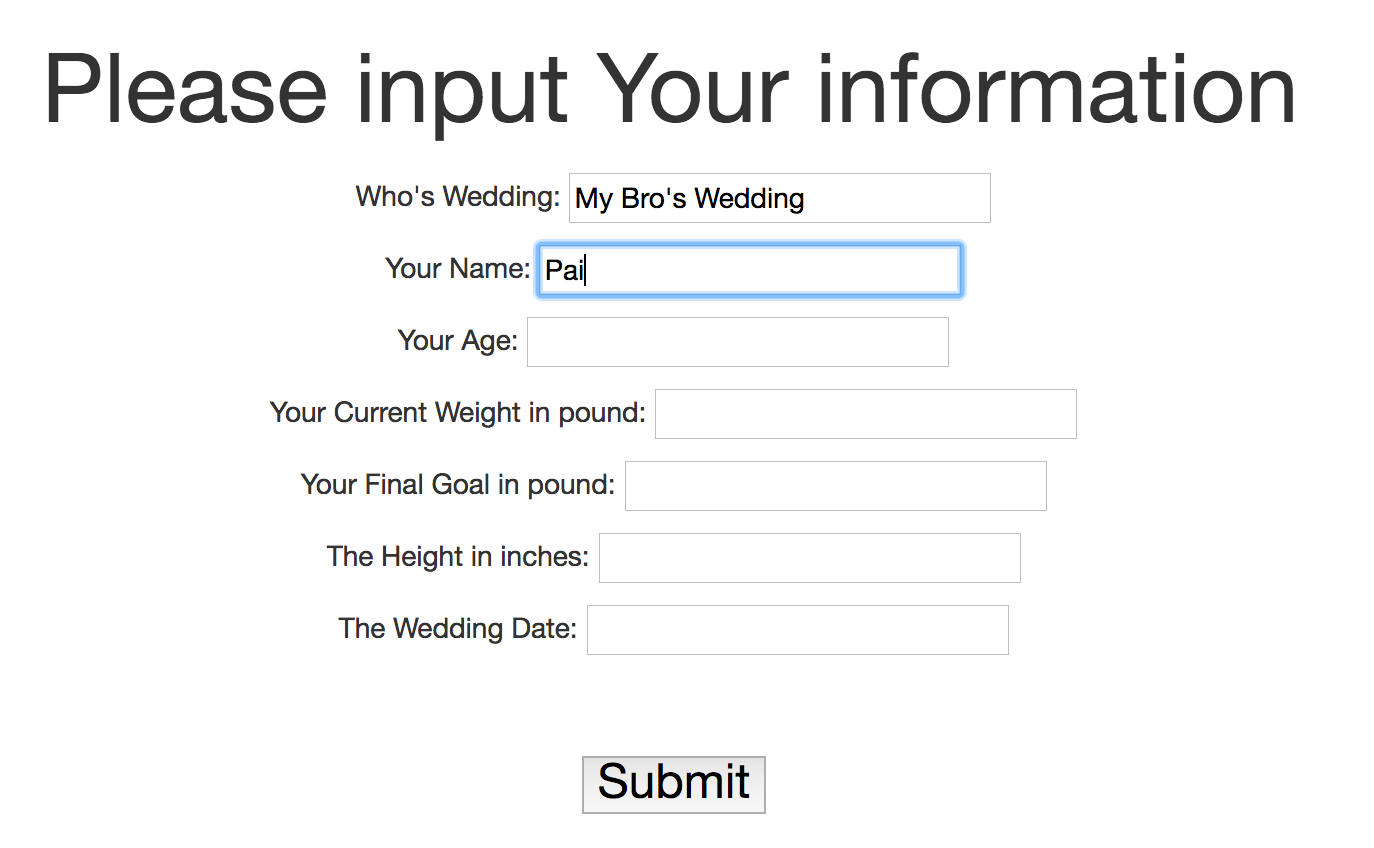 Please input Your information
Who's Wedding: My Bro's Wedding
Your Name: Pai
Your Age:
Your Current Weight in pound:
Your Final Goal in pound:
The Height in inches:
The Wedding Date:
Submit